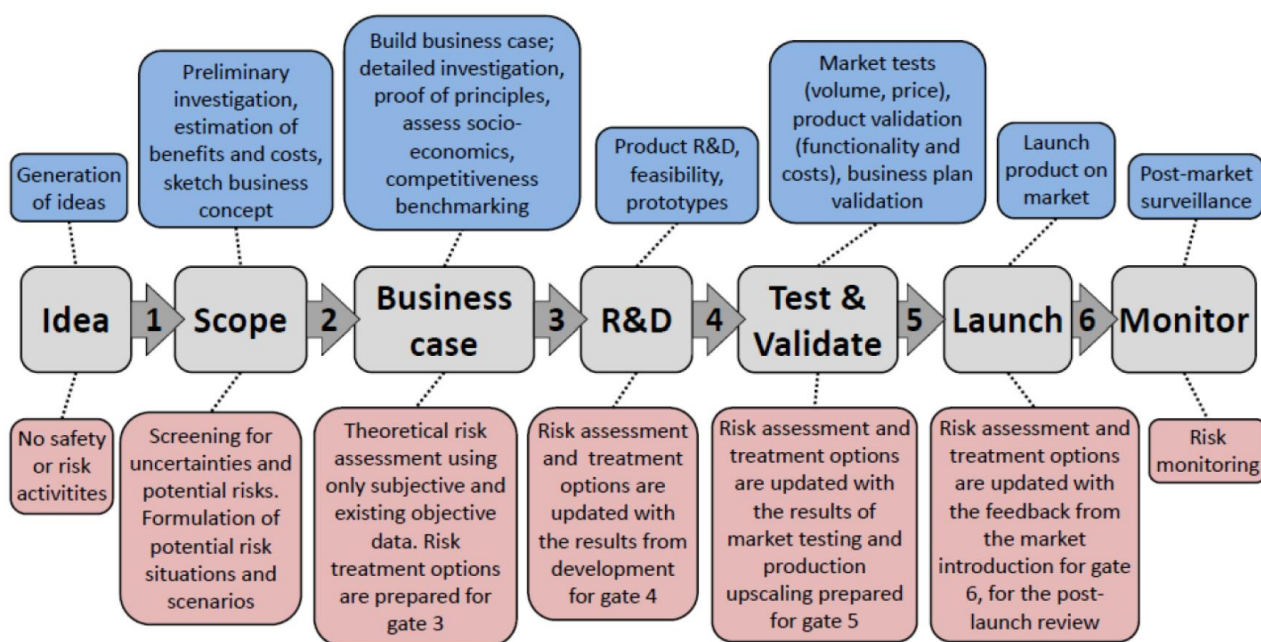 Generation
of ideas
Preliminary
investigation,
estimation of
benefits and costs,
sketch business
concept
Build business case;
detailed investigation,
proof of principles,
assess socio-
economics,
competitiveness
benchmarking
Product R&D,
feasibility,
prototypes
Market tests
(volume, price),
product validation
(functionality and
costs), business plan
validation
Launch
product on
market
Post-market
surveillance
Idea
1
Scope
2
Business
case
3
R&D
4
Test &
Validate
5
Launch
6
Monitor
No safety
or risk
activitites
Screening for
uncertainties and
potential risks.
Formulation of
potential risk
situations and
scenarios
Theoretical risk
assessment using
only subjective and
existing objective
data. Risk
treatment options
are prepared for
gate 3
Risk assessment
and treatment
options are
updated with
the results from
development
for gate 4
Risk assessment and
treatment options
are updated with
the results of
market testing and
production
upscaling prepared
for gate 5
Risk assessment and
treatment options
are updated with
the feedback from
the market
introduction for gate
6, for the post-
launch review
Risk
monitoring